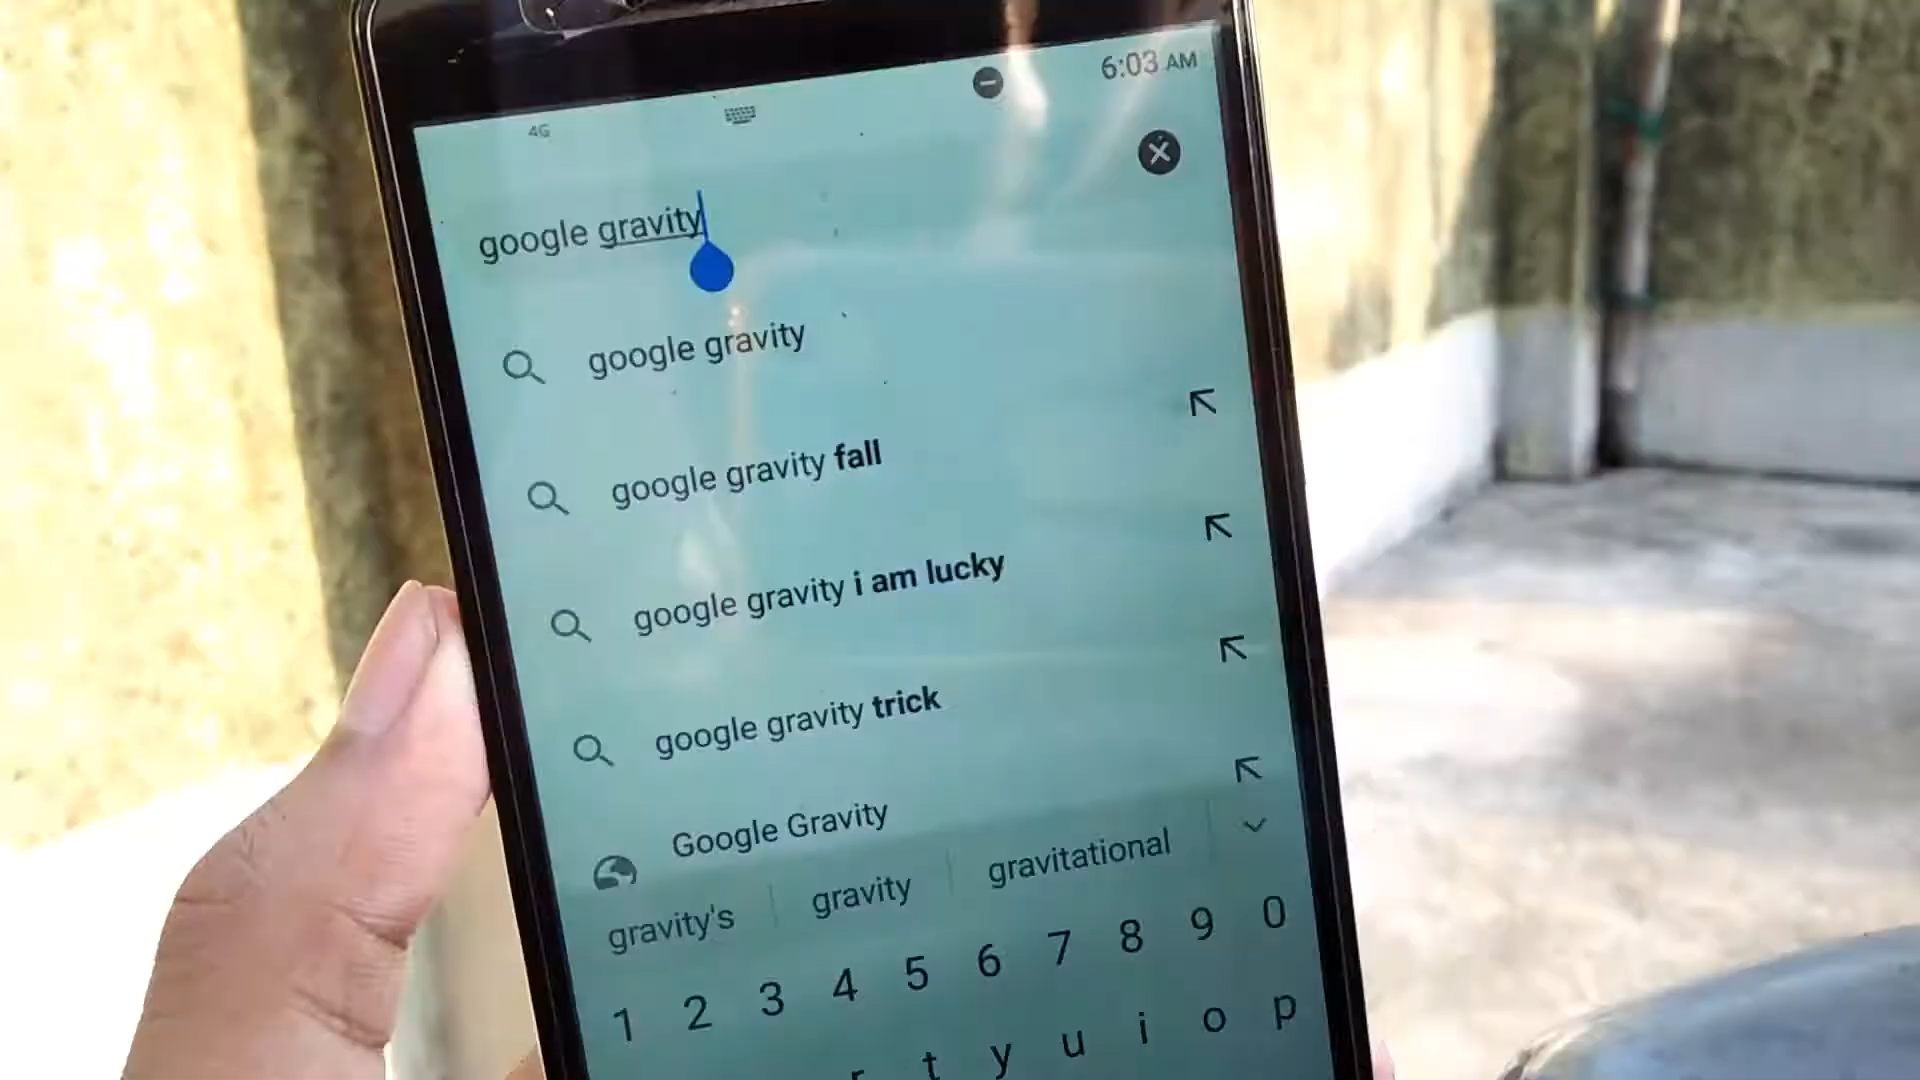 4G 6:03 AM
google gravity
google gravity
google gravity fall
google gravity i am lucky
google gravity trick
Google Gravity
gravity's gravity gravitational
1 2 3 4 5 6 7 8 9 0
r t y u i o p